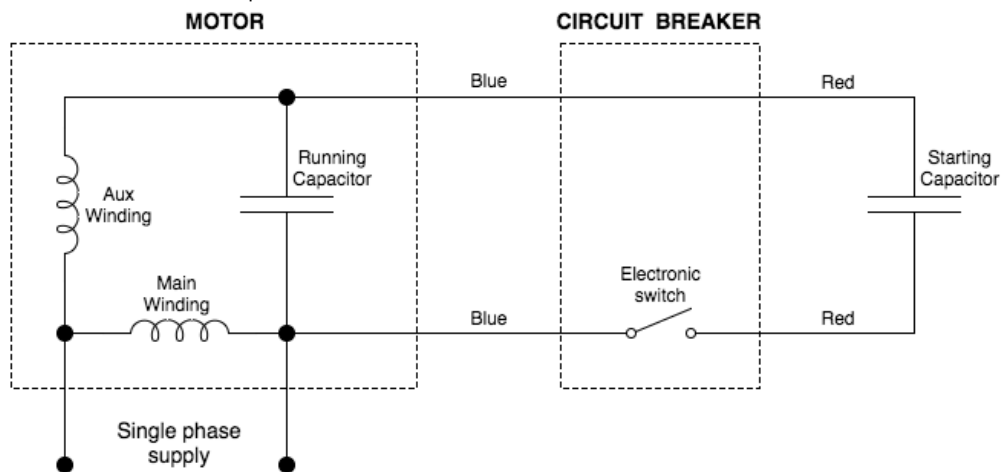 MOTOR
CIRCUIT BREAKER
Blue
Red
Running
Capacitor
Starting
Capacitor
Aux
Winding
Main
Winding
Electronic
switch
Blue
Red
Single phase
supply